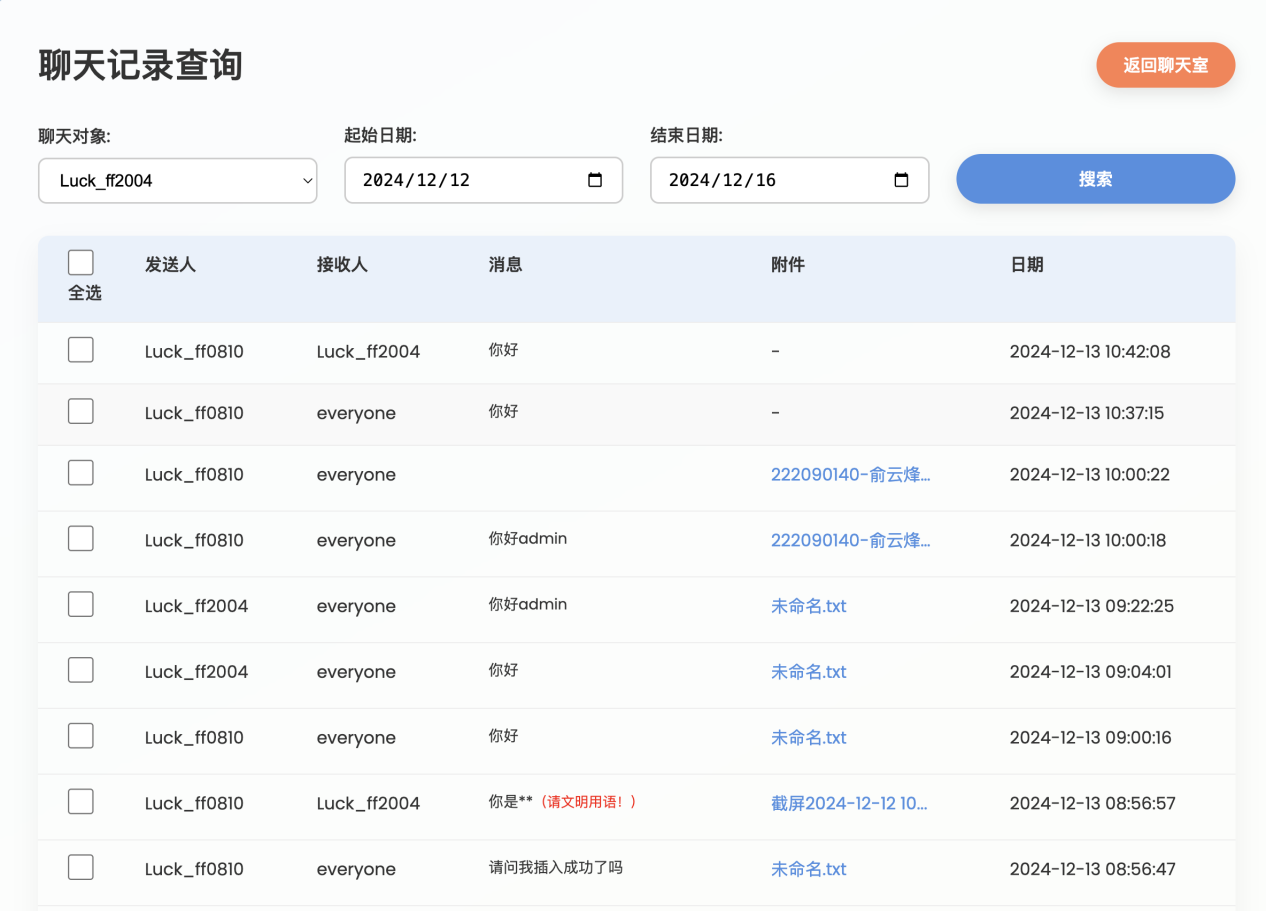 聊天记录查询
返回聊天室
聊天对象: 起始日期: 结束日期:
Luck_ff2004 2024/12/12 2024/12/16 搜索
全选 发送人 接收人 消息 附件 日期
Luck_ff0810 Luck_ff2004 你好 - 2024-12-13 10:42:08
Luck_ff0810 everyone 你好 - 2024-12-13 10:37:15
Luck_ff0810 everyone 222090140-俞云烽... 2024-12-13 10:00:22
Luck_ff0810 everyone 你好admin 222090140-俞云烽... 2024-12-13 10:00:18
Luck_ff2004 everyone 你好admin 未命名.txt 2024-12-13 09:22:25
Luck_ff2004 everyone 你好 未命名.txt 2024-12-13 09:04:01
Luck_ff0810 everyone 你好 未命名.txt 2024-12-13 09:00:16
Luck_ff0810 Luck_ff2004 你是**（请文明用语！） 截屏2024-12-12 10... 2024-12-13 08:56:57
Luck_ff0810 everyone 请问我插入成功了吗 未命名.txt 2024-12-13 08:56:47